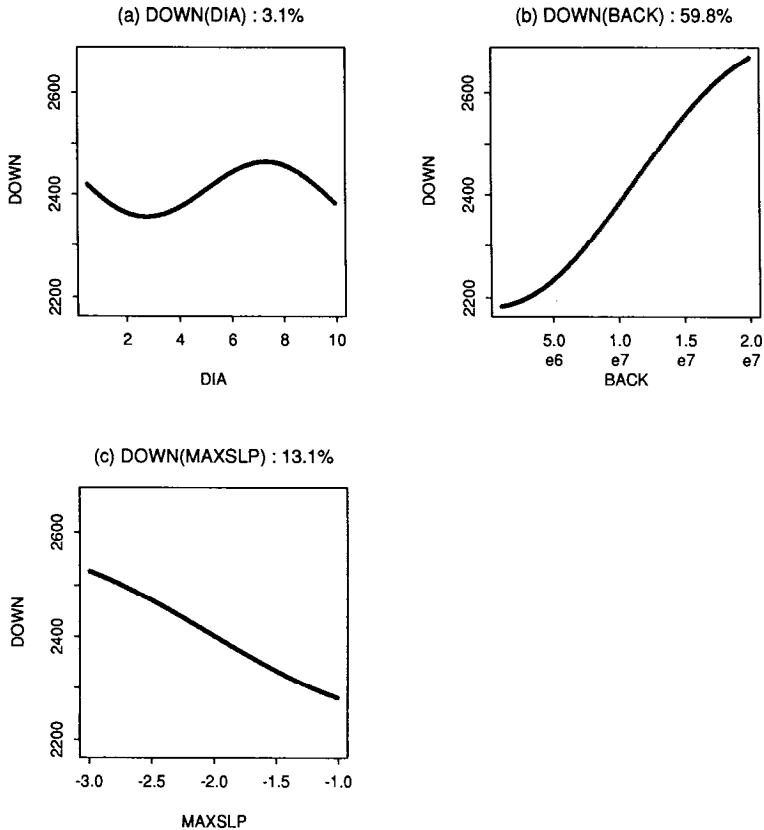 (a) DOWN(DIA) : 3.1%
DOWN
2600
2400
2200
2 4 6 8 10
DIA
(b) DOWN(BACK) : 59.8%
DOWN
2600
2400
2200
5.0 1.0 1.5 2.0
e6 e7 e7 e7
BACK
(c) DOWN(MAXSLP) : 13.1%
DOWN
2600
2400
2200
-3.0 -2.5 -2.0 -1.5 -1.0
MAXSLP